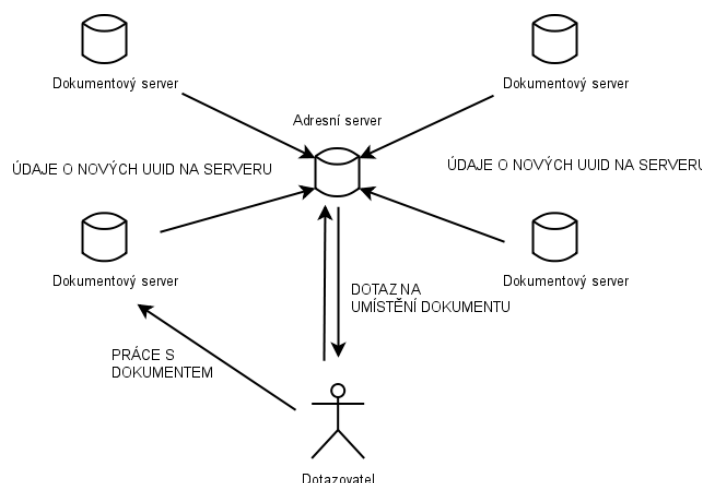 Dokumentový server
Dokumentový server
Adresní server
ÚDAJE O NOVÝCH UUID NA SERVERU
ÚDAJE O NOVÝCH UUID NA SERVERU
Dokumentový server
Dokumentový server
DOTAZ NA
UMÍSTĚNÍ DOKUMENTU
PRÁCE S
DOKUMENTEM
Dotazovatel